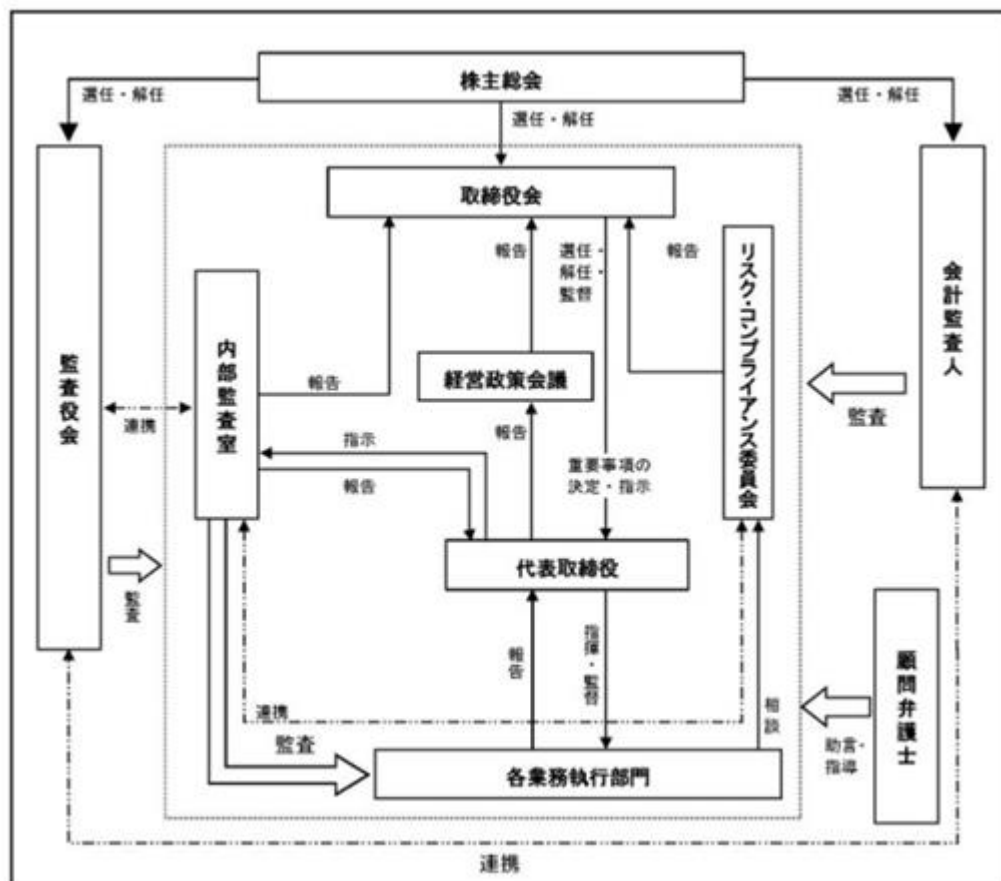 株主総会
選任・解任
選任・解任
選任・解任
取締役会
報告
選任・
解任・
監督
報告
リスク・コンプライアンス委員会
会計監査人
監査役会
内部監査室
経営政策会議
報告
監査
連携
報告
指示
報告
重要事項の
決定・指示
代表取締役
監査
報告
指揮・監督
相談
顧問弁護士
連携
監査
助言・
指導
各業務執行部門
連携